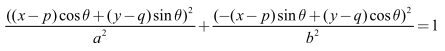 ((x−p)cosθ+(y−q)sinθ)²/a² + (−(x−p)sinθ+(y−q)cosθ)²/b² = 1